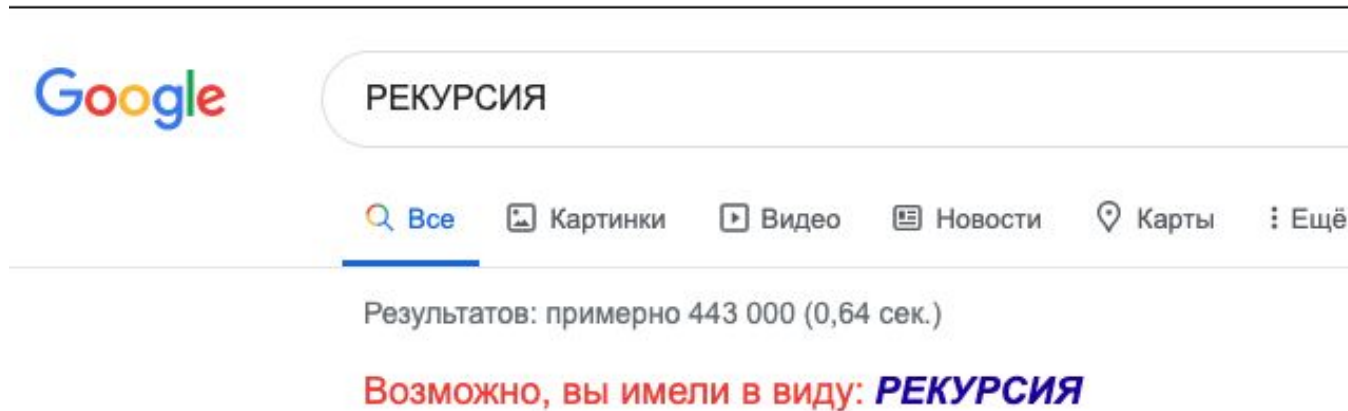 Google
РЕКУРСИЯ
Все Картинки Видео Новости Карты Ещё
Результатов: примерно 443 000 (0,64 сек.)
Возможно, вы имели в виду: РЕКУРСИЯ